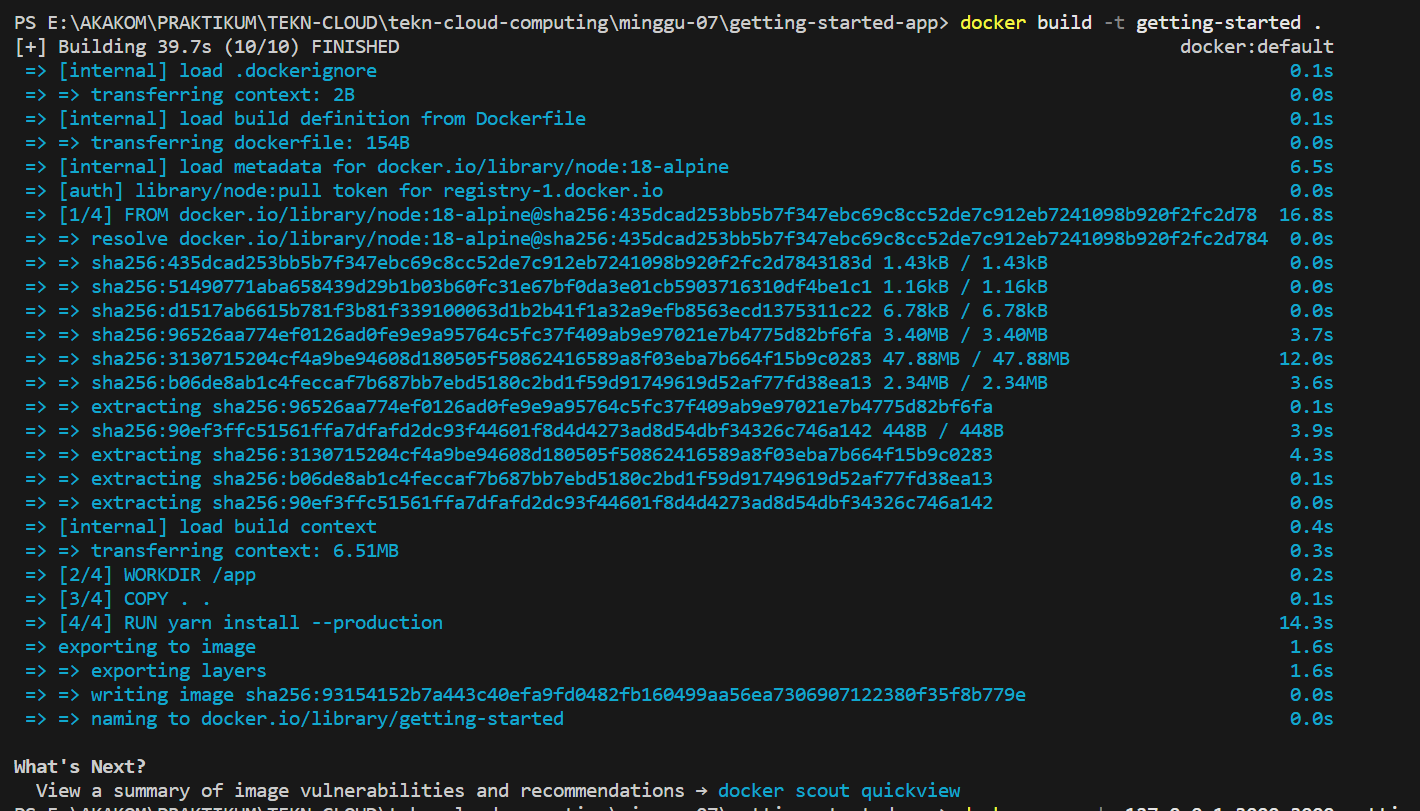 PS E:\AKAKOM\PRAKTIKUM\TEKN-CLOUD\tekn-cloud-computing\minggu-07\getting-started-app> docker build -t getting-started .
[+] Building 39.7s (10/10) FINISHED docker:default
=> [internal] load .dockerignore 0.1s
=> => transferring context: 2B 0.0s
=> [internal] load build definition from Dockerfile 0.1s
=> => transferring dockerfile: 154B 0.0s
=> [internal] load metadata for docker.io/library/node:18-alpine 6.5s
=> [auth] library/node:pull token for registry-1.docker.io 0.0s
=> [1/4] FROM docker.io/library/node:18-alpine@sha256:435dcad253bb5b7f347ebc69c8cc52de7c912eb7241098b920f2fc2d78 16.8s
=> => resolve docker.io/library/node:18-alpine@sha256:435dcad253bb5b7f347ebc69c8cc52de7c912eb7241098b920f2fc2d784 0.0s
=> => sha256:435dcad253bb5b7f347ebc69c8cc52de7c912eb7241098b920f2fc2d7843183d 1.43kB / 1.43kB 0.0s
=> => sha256:51490771aba658439d29b1b03b60fc31e67bf0da3e01cb5903716310df4be1c1 1.16kB / 1.16kB 0.0s
=> => sha256:d1517ab6615b781f3b81f339100063d1b2b41f1a32a9efb8563ecd1375311c22 6.78kB / 6.78kB 0.0s
=> => sha256:96526aa774ef0126ad0fe9e9a95764c5fc37f409ab9e97021e7b4775d82bf6fa 3.40MB / 3.40MB 3.7s
=> => sha256:3130715204cf4a9be94608d180505f50862416589a8f03eba7b664f15b9c0283 47.88MB / 47.88MB 12.0s
=> => sha256:b06de8ab1c4feccaf7b687bb7ebd5180c2bd1f59d91749619d52af77fd38ea13 2.34MB / 2.34MB 3.6s
=> => extracting sha256:96526aa774ef0126ad0fe9e9a95764c5fc37f409ab9e97021e7b4775d82bf6fa 0.1s
=> => sha256:90ef3ffc51561ffa7dfafd2dc93f44601f8d4d4273ad8d54dbf34326c746a142 448B / 448B 3.9s
=> => extracting sha256:3130715204cf4a9be94608d180505f50862416589a8f03eba7b664f15b9c0283 4.3s
=> => extracting sha256:b06de8ab1c4feccaf7b687bb7ebd5180c2bd1f59d91749619d52af77fd38ea13 0.1s
=> => extracting sha256:90ef3ffc51561ffa7dfafd2dc93f44601f8d4d4273ad8d54dbf34326c746a142 0.0s
=> [internal] load build context 0.4s
=> => transferring context: 6.51MB 0.3s
=> [2/4] WORKDIR /app 0.2s
=> [3/4] COPY . . 0.1s
=> [4/4] RUN yarn install --production 14.3s
=> exporting to image 1.6s
=> => exporting layers 1.6s
=> => writing image sha256:93154152b7a443c40efa9fd0482fb160499aa56ea7306907122380f35f8b779e 0.0s
=> => naming to docker.io/library/getting-started 0.0s
What's Next?
View a summary of image vulnerabilities and recommendations → docker scout quickview